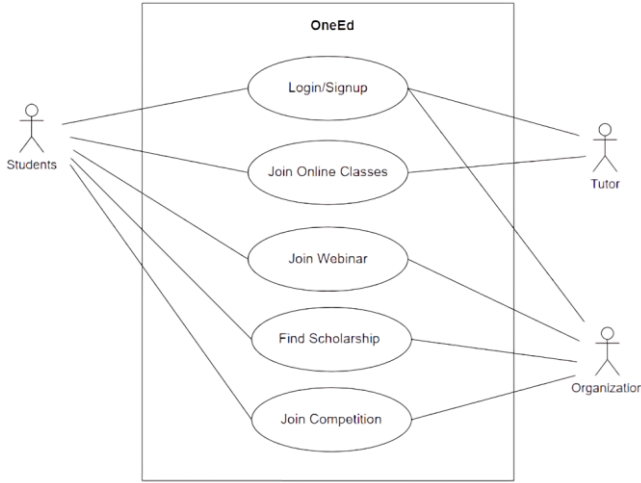 OneEd
Login/Signup
Students
Join Online Classes
Tutor
Join Webinar
Find Scholarship
Organization
Join Competition